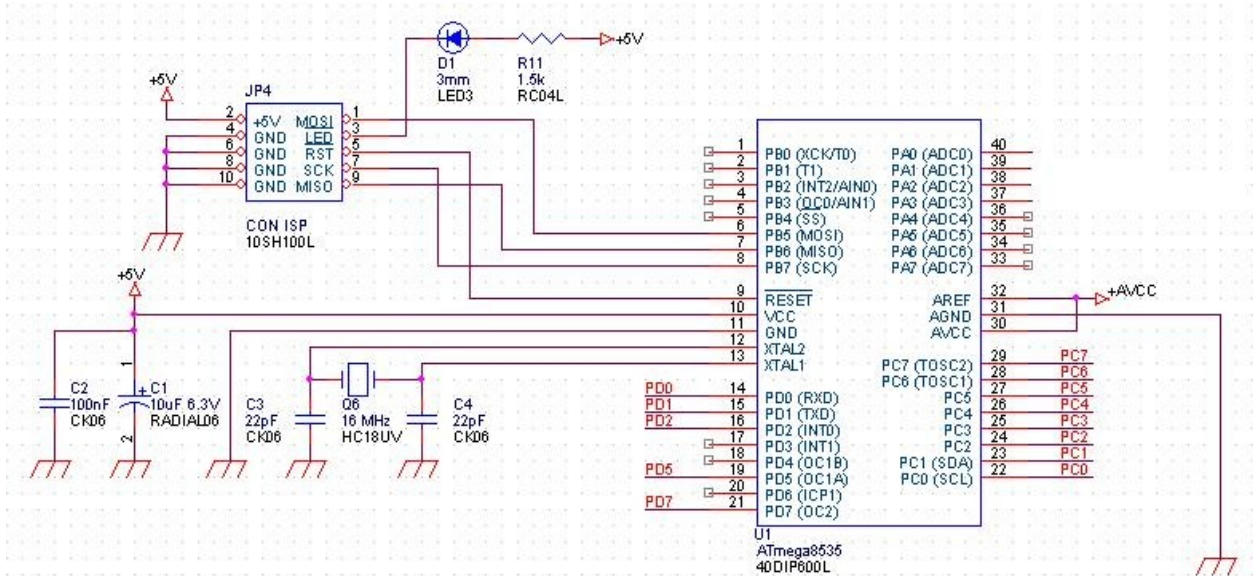 +5V
D1
3mm
LED3
R11
1.5k
RC04L
+5V
JP4
2 +5V MOSI 1
4 GND LED 3
6 GND RST 5
8 GND SCK 7
10 GND MISO 9
CON ISP
10SH100L
+5V
C2
100nF
CK06
1
+
C1
10uF 6.3V
RADIAL06
2
C3
22pF
CK06
Q6
16 MHz
HC18UV
C4
22pF
CK06
1 PB0 (XCK/T0) PA0 (ADC0) 40
2 PB1 (T1) PA1 (ADC1) 39
3 PB2 (INT2/AIN0) PA2 (ADC2) 38
4 PB3 (OC0/AIN1) PA3 (ADC3) 37
5 PB4 (SS) PA4 (ADC4) 36
6 PB5 (MOSI) PA5 (ADC5) 35
7 PB6 (MISO) PA6 (ADC6) 34
8 PB7 (SCK) PA7 (ADC7) 33
9 RESET AREF 32 +AVCC
10 VCC AGND 31
11 GND AVCC 30
12 XTAL2
13 XTAL1
PC7 (TOSC2) 29 PC7
PC6 (TOSC1) 28 PC6
PD0 14 PD0 (RXD) PC5 27 PC5
PD1 15 PD1 (TXD) PC4 26 PC4
PD2 16 PD2 (INT0) PC3 25 PC3
17 PD3 (INT1) PC2 24 PC2
18 PD4 (OC1B) PC1 (SDA) 23 PC1
PD5 19 PD5 (OC1A) PC0 (SCL) 22 PC0
20 PD6 (ICP1)
PD7 21 PD7 (OC2)
U1
ATmega8535
40DIP600L